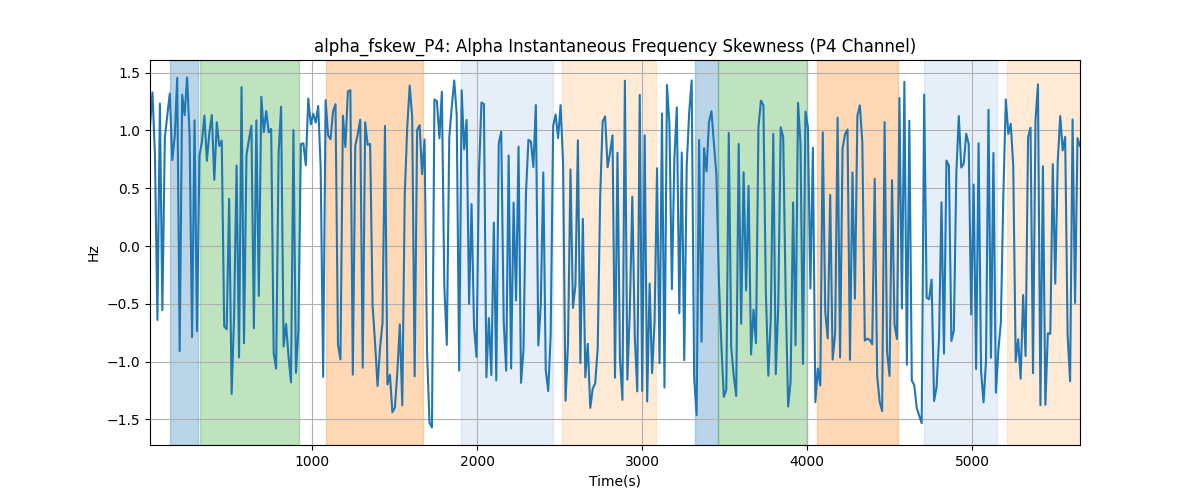 alpha_fskew_P4: Alpha Instantaneous Frequency Skewness (P4 Channel)
1.5
1.0
0.5
0.0
−0.5
−1.0
−1.5
Hz
1000 2000 3000 4000 5000
Time(s)